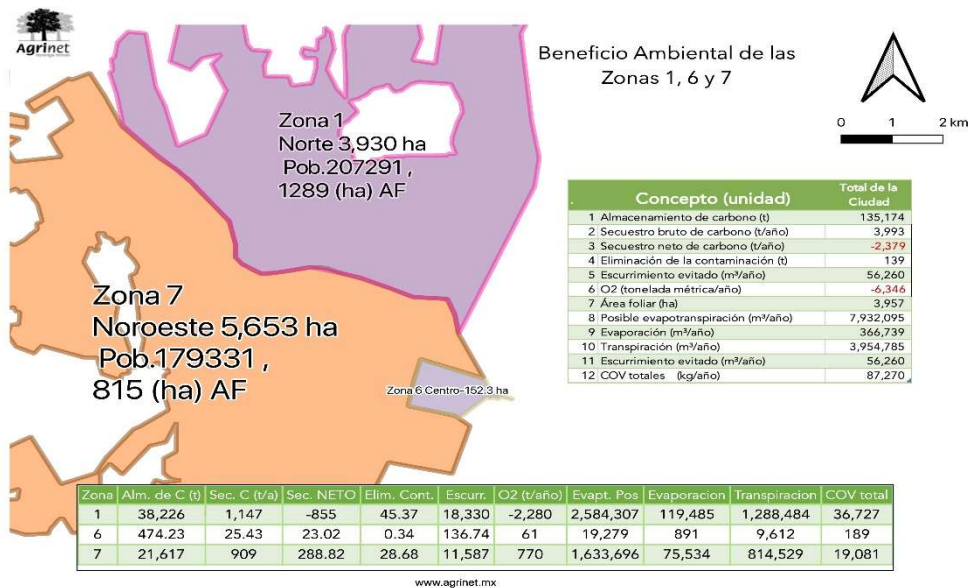 Agrinet
Beneficio Ambiental de las
Zonas 1, 6 y 7
0 1 2 km
Zona 1
Norte 3,930 ha
Pob.207291 ,
1289 (ha) AF
Zona 7
Noroeste 5,653 ha
Pob.179331 ,
815 (ha) AF
Zona 6 Centro-152.3 ha
Concepto (unidad) Total de la Ciudad
1 Almacenamiento de carbono (t) 135,174
2 Secuestro bruto de carbono (t/año) 3,993
3 Secuestro neto de carbono (t/año) -2,379
4 Eliminación de la contaminación (t) 139
5 Escurrimiento evitado (m³/año) 56,260
6 O2 (tonelada métrica/año) -6,346
7 Área foliar (ha) 3,957
8 Posible evapotranspiración (m³/año) 7,932,095
9 Evaporación (m³/año) 366,739
10 Transpiración (m³/año) 3,954,785
11 Escurrimiento evitado (m³/año) 56,260
12 COV totales (kg/año) 87,270
Zona Alm. de C (t) Sec. C (t/a) Sec. NETO Elim. Cont. Escurr. O2 (t/año) Evapt. Pos Evaporacion Transpiracion COV total
1 38,226 1,147 -855 45.37 18,330 -2,280 2,584,307 119,485 1,288,484 36,727
6 474.23 25.43 23.02 0.34 136.74 61 19,279 891 9,612 189
7 21,617 909 288.82 28.68 11,587 770 1,633,696 75,534 814,529 19,081
www.agrinet.mx